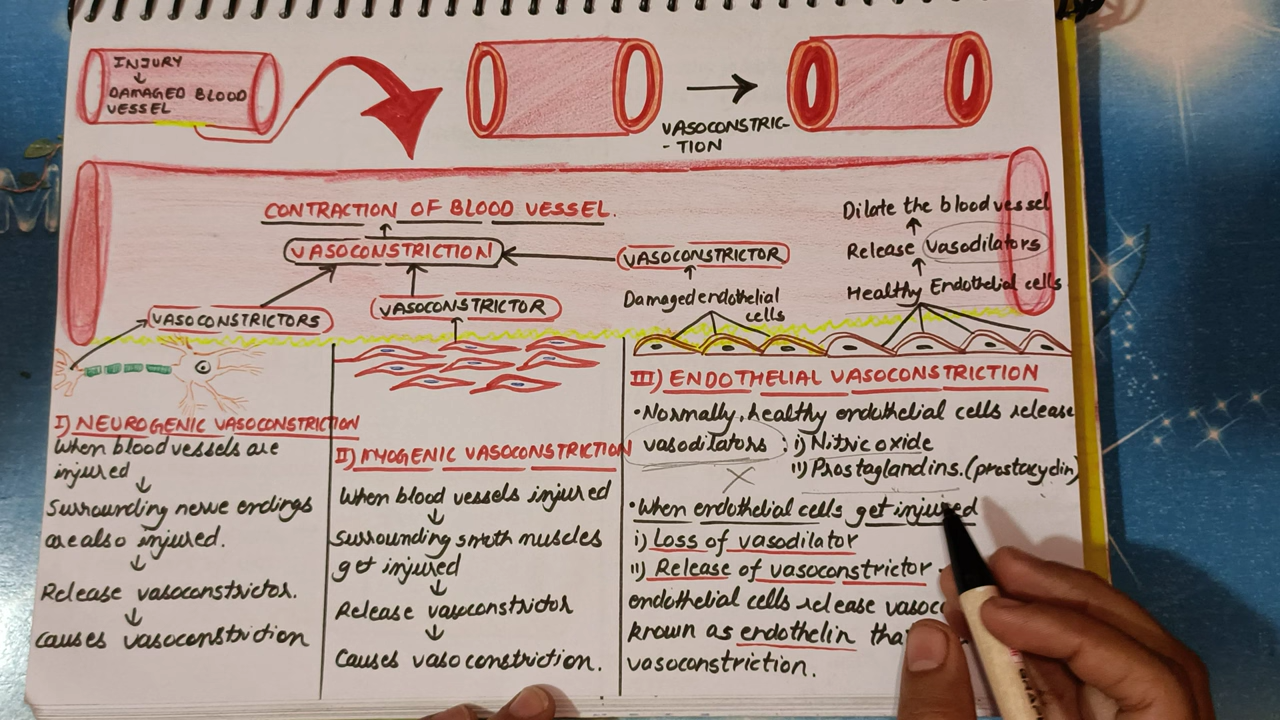 INJURY
↓
DAMAGED BLOOD
VESSEL
VASOCONSTRIC-
- TION
CONTRACTION OF BLOOD VESSEL.
VASOCONSTRICTION
VASOCONSTRICTORS
VASOCONSTRICTOR
VASOCONSTRICTOR
Damaged endothelial
cells
Dilate the blood vessel
Release vasodilators
Healthy Endothelial cells
I) NEUROGENIC VASOCONSTRICTION
When blood vessels are
injured
↓
Surrounding nerve endings
are also injured.
↓
Release vasoconstrictor.
↓
causes vasoconstriction
II) MYOGENIC VASOCONSTRICTION
When blood vessels injured
↓
Surrounding smooth muscles
get injured
↓
Release vasoconstrictor
↓
Causes vasoconstriction.
III) ENDOTHELIAL VASOCONSTRICTION
•Normally, healthy endothelial cells release
vasodilators : i) Nitric oxide
ii) Prostaglandins. (prostacyclin)
•When endothelial cells get injured
i) Loss of vasodilator
ii) Release of vasoconstrictor
endothelial cells release
known as endothelin
vasoconstriction.